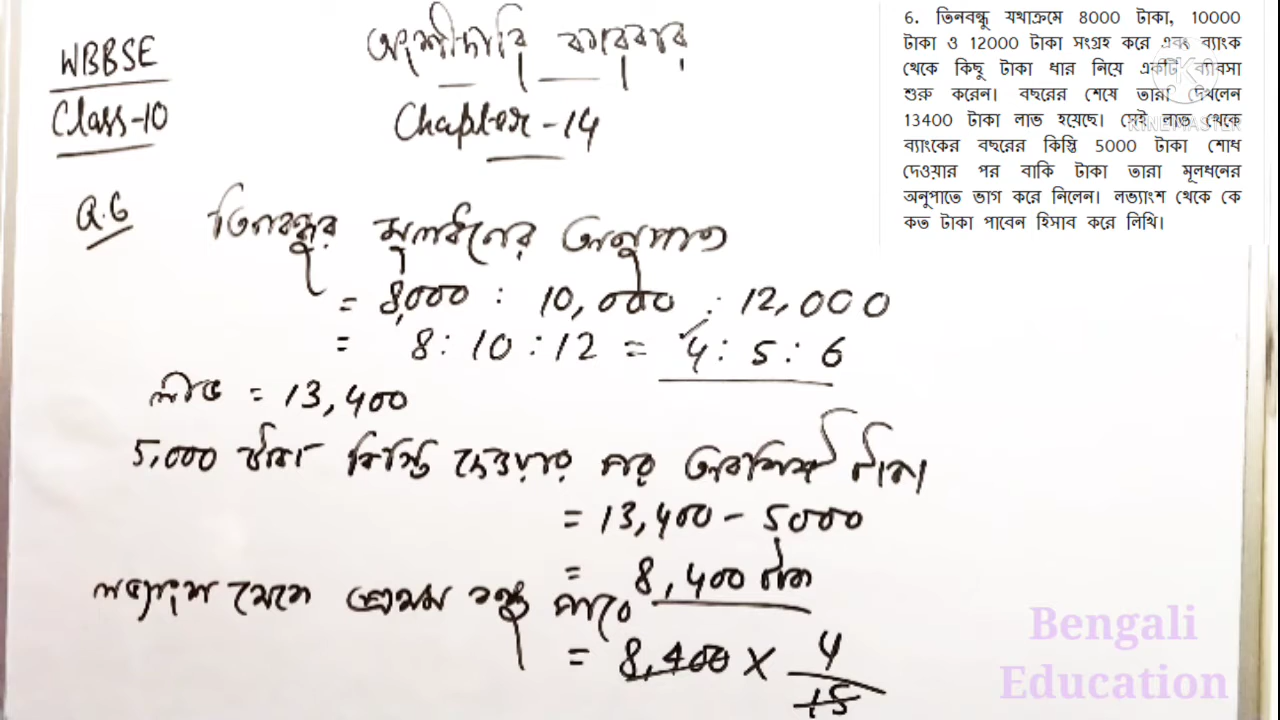 WBBSE
Class-10
অংশীদারি কারবার
Chapter-14
6. তিনবন্ধু যথাক্রমে 8000 টাকা, 10000
টাকা ও 12000 টাকা সংগ্রহ করে এবং ব্যাংক
থেকে কিছু টাকা ধার নিয়ে একটি ব্যাবসা
শুরু করেন। বছরের শেষে তারা দেখলেন
13400 টাকা লাভ হয়েছে। সেই লাভ থেকে
ব্যাংকের বছরের কিস্তি 5000 টাকা শোধ
দেওয়ার পর বাকি টাকা তারা মূলধনের
অনুপাতে ভাগ করে নিলেন। লভ্যাংশ থেকে কে
কত টাকা পাবেন হিসাব করে লিখি।
KINEMASTER
Q.6 তিনবন্ধুর মূলধনের অনুপাত
= 8,000 : 10,000 : 12,000
= 8 : 10 : 12 = 4 : 5 : 6
লাভ = 13,400
5,000 টাকা কিস্তি দেওয়ার পর অবশিষ্ট টাকা
= 13,400 - 5000
= 8,400 টাকা
লভ্যাংশ থেকে প্রথম বন্ধু পাবে
= 8,400 × 4/15
Bengali
Education